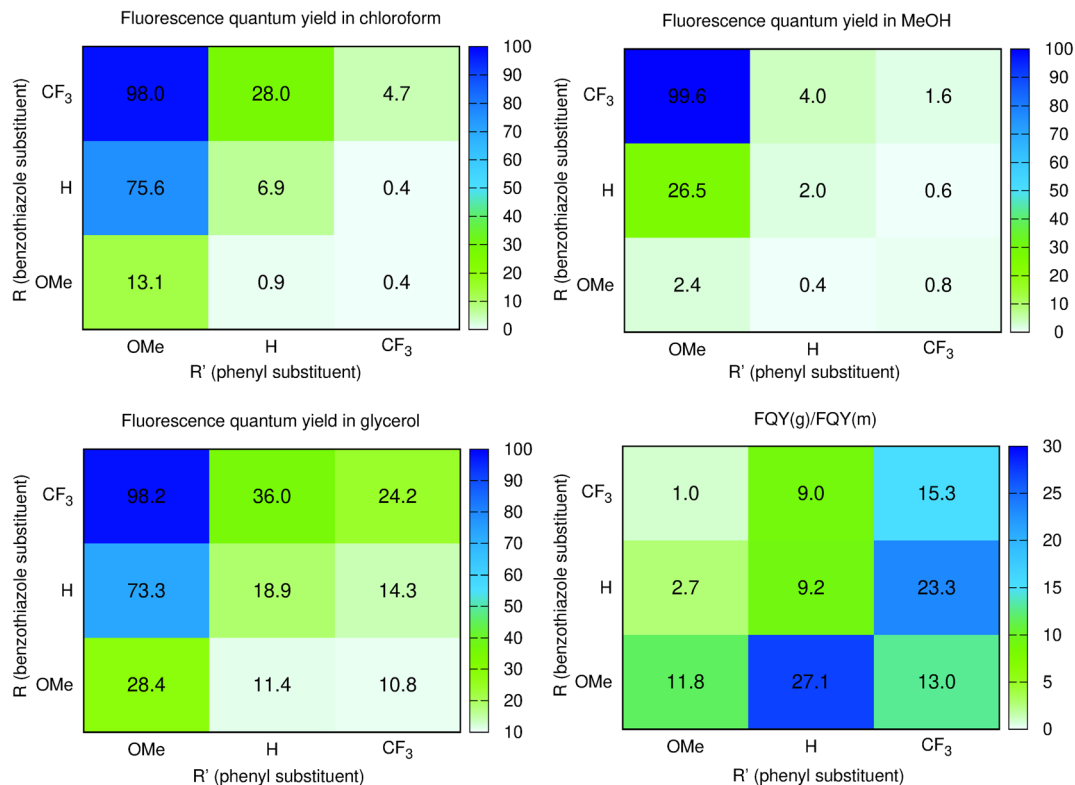 Fluorescence quantum yield in chloroform
R (benzothiazole substituent)
CF3 98.0 28.0 4.7
H 75.6 6.9 0.4
OMe 13.1 0.9 0.4
OMe H CF3
R' (phenyl substituent)
100
90
80
70
60
50
40
30
20
10
0
Fluorescence quantum yield in MeOH
R (benzothiazole substituent)
CF3 99.6 4.0 1.6
H 26.5 2.0 0.6
OMe 2.4 0.4 0.8
OMe H CF3
R' (phenyl substituent)
100
90
80
70
60
50
40
30
20
10
0
Fluorescence quantum yield in glycerol
R (benzothiazole substituent)
CF3 98.2 36.0 24.2
H 73.3 18.9 14.3
OMe 28.4 11.4 10.8
OMe H CF3
R' (phenyl substituent)
100
90
80
70
60
50
40
30
20
10
FQY(g)/FQY(m)
R (benzothiazole substituent)
CF3 1.0 9.0 15.3
H 2.7 9.2 23.3
OMe 11.8 27.1 13.0
OMe H CF3
R' (phenyl substituent)
30
25
20
15
10
5
0